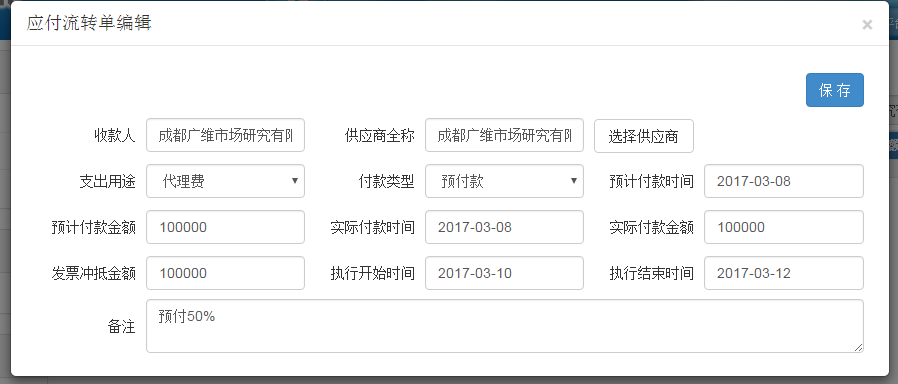 应付流转单编辑
×
保 存
收款人 成都广维市场研究有限 供应商全称 成都广维市场研究有限 选择供应商
支出用途 代理费 付款类型 预付款 预计付款时间 2017-03-08
预计付款金额 100000 实际付款时间 2017-03-08 实际付款金额 100000
发票冲抵金额 100000 执行开始时间 2017-03-10 执行结束时间 2017-03-12
备注 预付50%